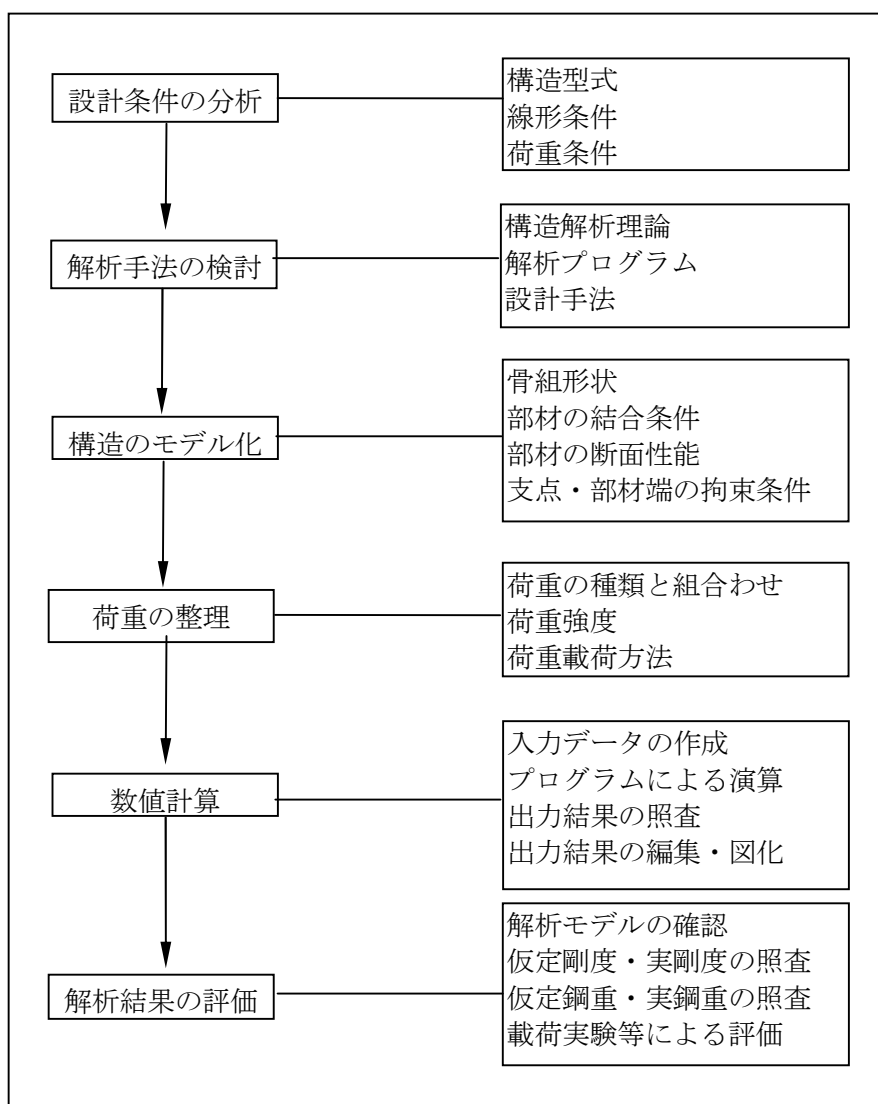 設計条件の分析
構造型式
線形条件
荷重条件
解析手法の検討
構造解析理論
解析プログラム
設計手法
構造のモデル化
骨組形状
部材の結合条件
部材の断面性能
支点・部材端の拘束条件
荷重の整理
荷重の種類と組合わせ
荷重強度
荷重載荷方法
数値計算
入力データの作成
プログラムによる演算
出力結果の照査
出力結果の編集・図化
解析結果の評価
解析モデルの確認
仮定剛度・実剛度の照査
仮定鋼重・実鋼重の照査
載荷実験等による評価